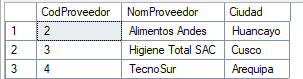 CodProveedor NomProveedor Ciudad
1 2 Alimentos Andes Huancayo
2 3 Higiene Total SAC Cusco
3 4 TecnoSur Arequipa